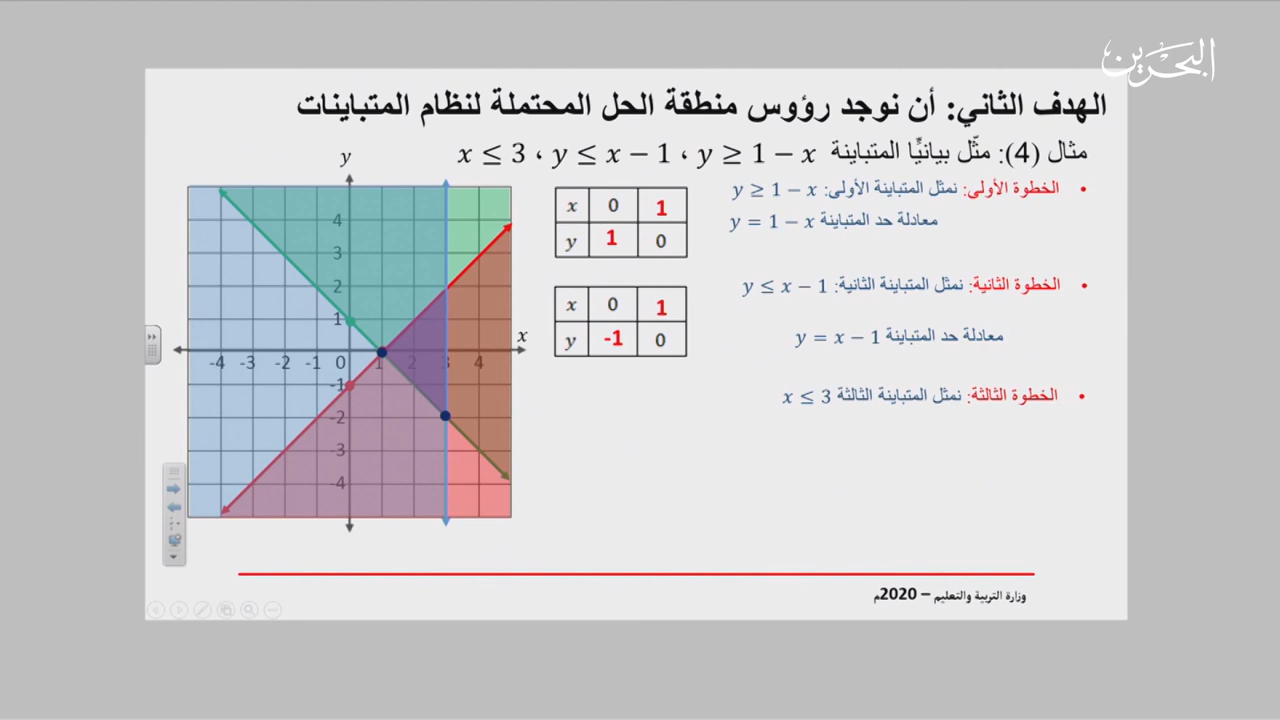 البحرين
الهدف الثاني: أن نوجد رؤوس منطقة الحل المحتملة لنظام المتباينات
مثال (4): مثّل بيانيًّا المتباينة x ≤ 3 ، y ≤ x − 1 ، y ≥ 1 − x
• الخطوة الأولى: نمثل المتباينة الأولى: y ≥ 1 − x
معادلة حد المتباينة y = 1 − x
x 0 1
y 1 0
• الخطوة الثانية: نمثل المتباينة الثانية: y ≤ x − 1
معادلة حد المتباينة y = x − 1
x 0 1
y -1 0
• الخطوة الثالثة: نمثل المتباينة الثالثة x ≤ 3
y
4
3
2
1
x
-4 -3 -2 -1 0 1 2 3 4
-1
-2
-3
-4
وزارة التربية والتعليم – 2020م